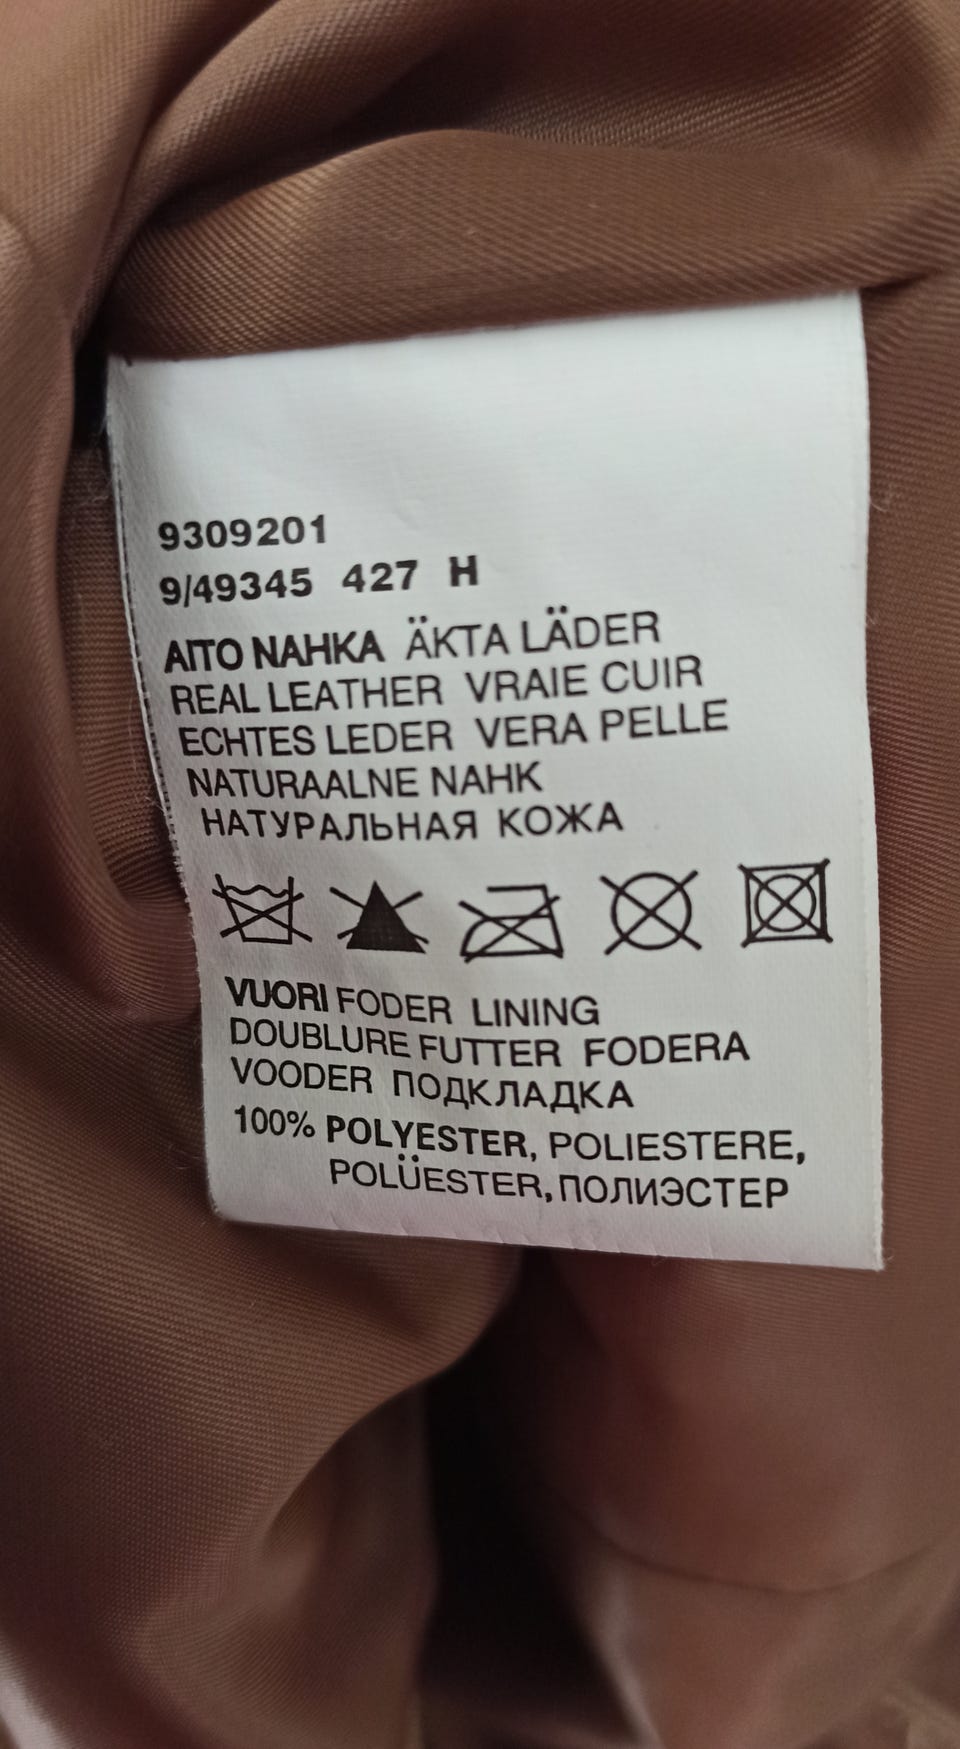 9309201
9/49345 427 H
AITO NAHKA ÄKTA LÄDER
REAL LEATHER VRAIE CUIR
ECHTES LEDER VERA PELLE
NATURAALNE NAHK
НАТУРАЛЬНАЯ КОЖА
VUORI FODER LINING
DOUBLURE FUTTER FODERA
VOODER ПОДКЛАДКА
100% POLYESTER, POLIESTERE,
POLÜESTER, ПОЛИЭСТЕР